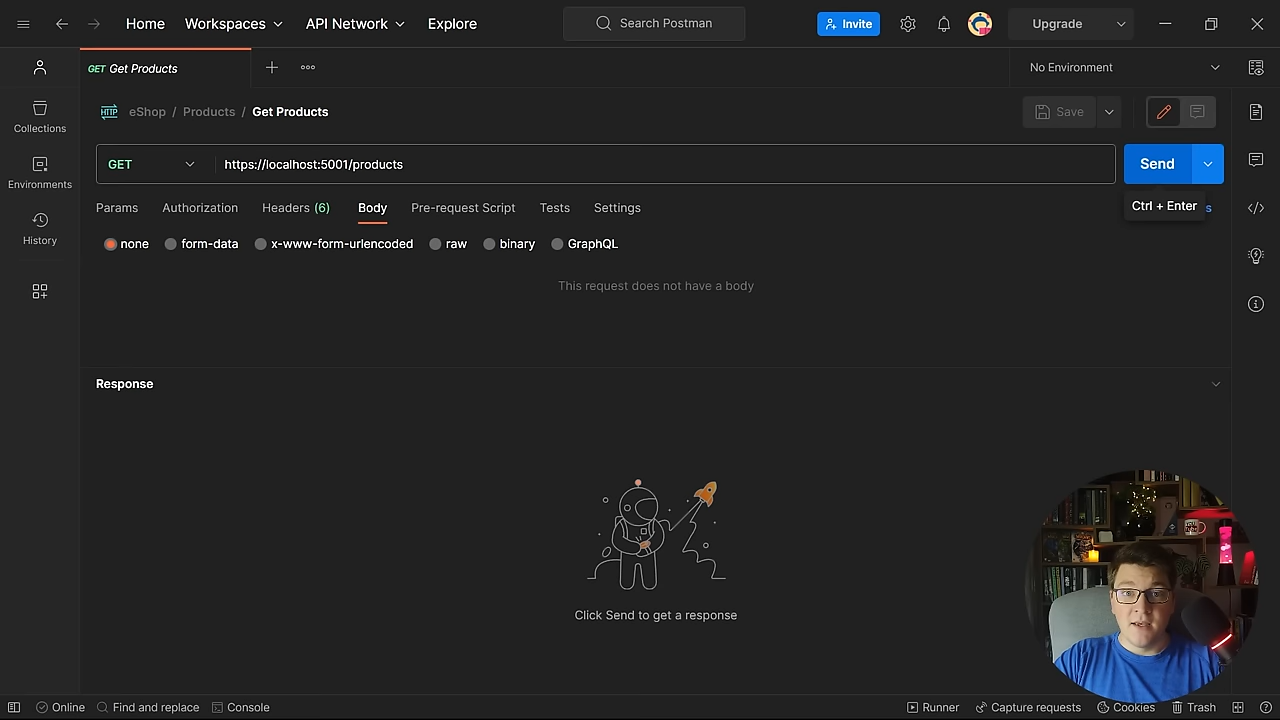 Home Workspaces API Network Explore Search Postman Invite Upgrade
GET Get Products No Environment
HTTP eShop / Products / Get Products Save
Collections
GET https://localhost:5001/products Send
Environments
Params Authorization Headers (6) Body Pre-request Script Tests Settings Ctrl + Enter s
History
none form-data x-www-form-urlencoded raw binary GraphQL
This request does not have a body
Response
Click Send to get a response
Online Find and replace Console Runner Capture requests Cookies Trash